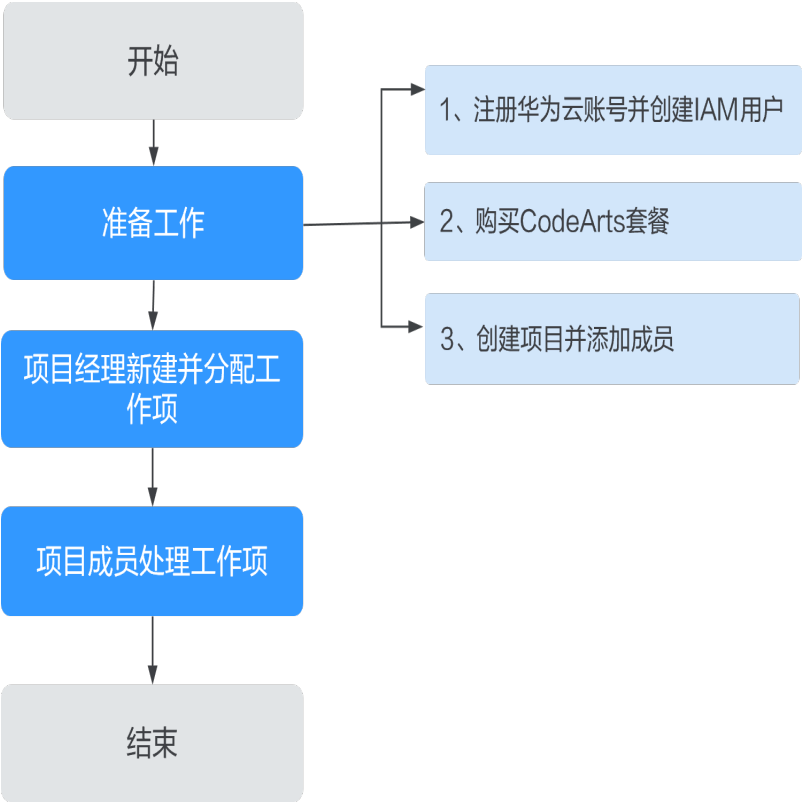 开始
准备工作
1、注册华为云账号并创建IAM用户
2、购买CodeArts套餐
3、创建项目并添加成员
项目经理新建并分配工
作项
项目成员处理工作项
结束